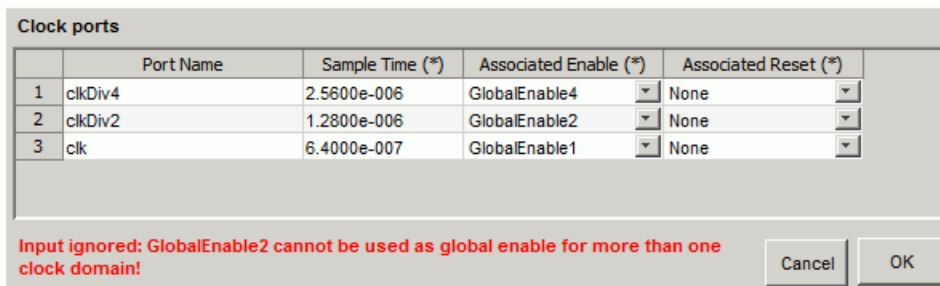 Clock ports
Port Name Sample Time (*) Associated Enable (*) Associated Reset (*)
1 clkDiv4 2.5600e-006 GlobalEnable4 None
2 clkDiv2 1.2800e-006 GlobalEnable2 None
3 clk 6.4000e-007 GlobalEnable1 None
Input ignored: GlobalEnable2 cannot be used as global enable for more than one
clock domain!
Cancel OK